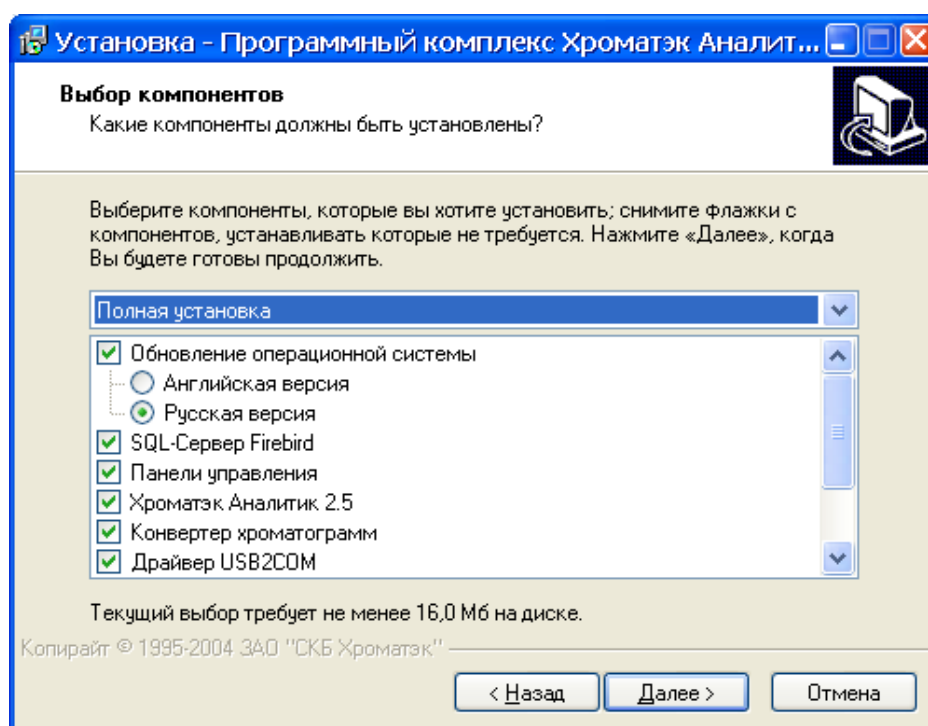 Установка - Программный комплекс Хроматэк Аналит...
Выбор компонентов
Какие компоненты должны быть установлены?
Выберите компоненты, которые вы хотите установить; снимите флажки с
компонентов, устанавливать которые не требуется. Нажмите «Далее», когда
Вы будете готовы продолжить.
Полная установка
Обновление операционной системы
Английская версия
Русская версия
SQL-Сервер Firebird
Панели управления
Хроматэк Аналитик 2.5
Конвертер хроматограмм
Драйвер USB2COM
Текущий выбор требует не менее 16,0 Мб на диске.
Копирайт © 1995-2004 ЗАО "СКБ Хроматэк"
< Назад
Далее >
Отмена